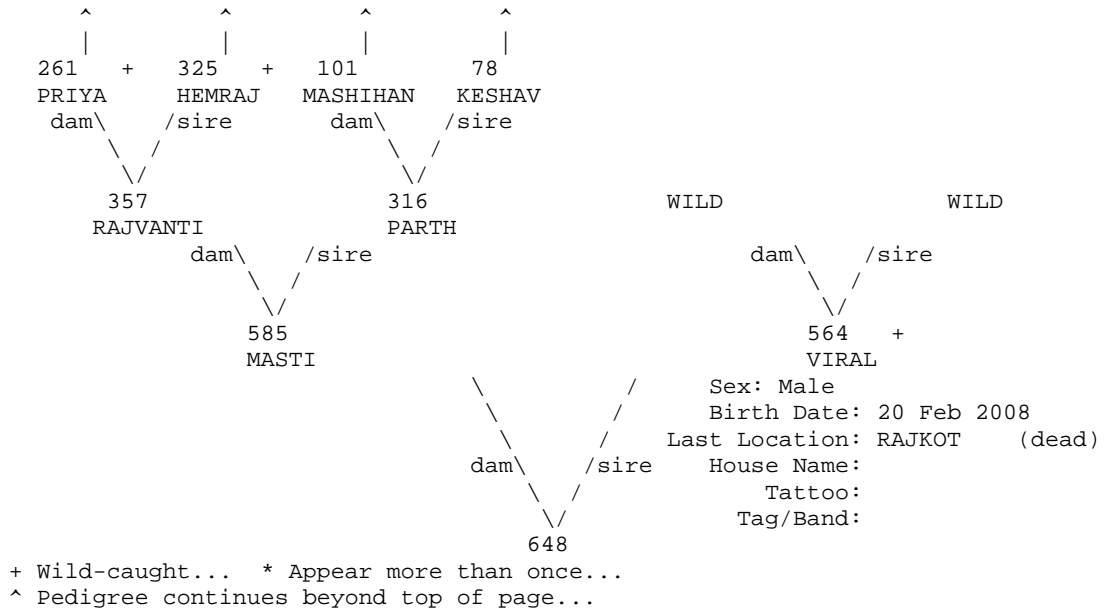 ^ ^ ^ ^
261 + 325 + 101 78
PRIYA HEMRAJ MASHIHAN KESHAV
dam\ /sire dam\ /sire
357 316 WILD WILD
RAJVANTI PARTH
dam\ /sire dam\ /sire
585 564 +
MASTI VIRAL
Sex: Male
Birth Date: 20 Feb 2008
Last Location: RAJKOT (dead)
dam\ /sire House Name:
Tattoo:
Tag/Band:
648
+ Wild-caught... * Appear more than once...
^ Pedigree continues beyond top of page...